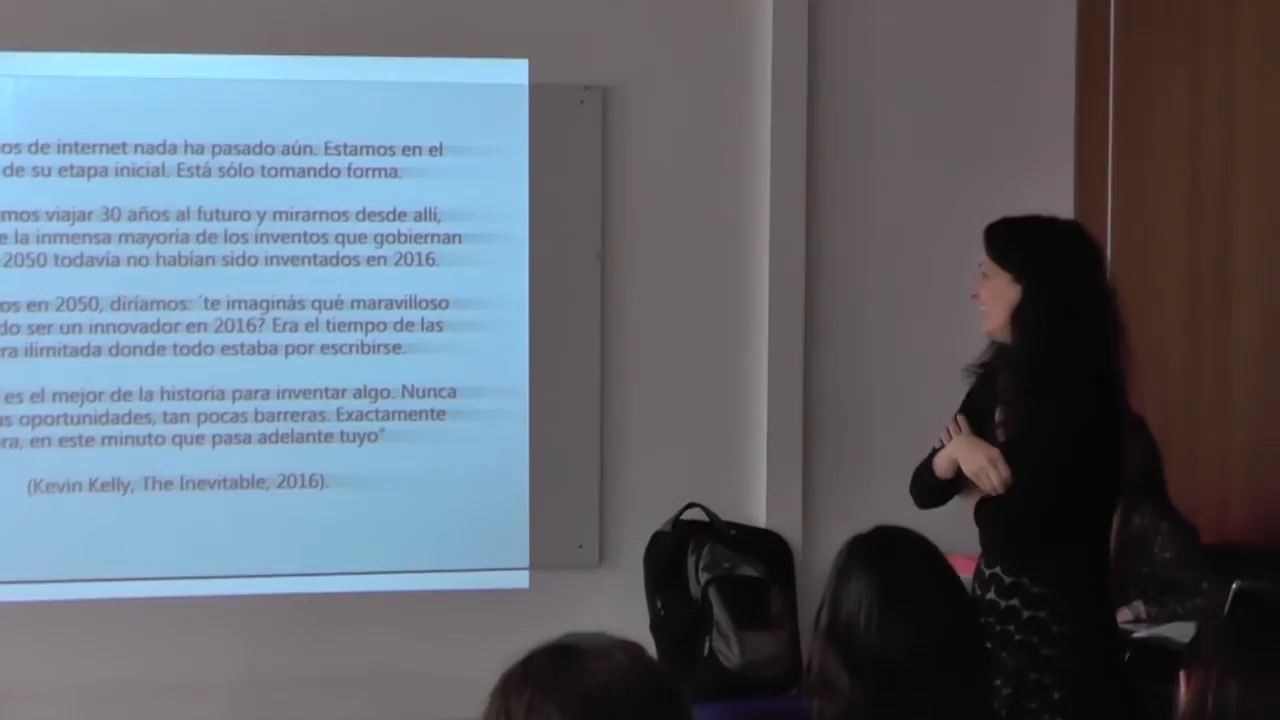 os de internet nada ha pasado aún. Estamos en el
de su etapa inicial. Está sólo tomando forma.
mos viajar 30 años al futuro y mirarnos desde allí,
e la inmensa mayoría de los inventos que gobiernan
2050 todavía no habían sido inventados en 2016.
os en 2050, diríamos: ´te imaginás qué maravilloso
do ser un innovador en 2016? Era el tiempo de las
ra ilimitada donde todo estaba por escribirse.
es el mejor de la historia para inventar algo. Nunca
s oportunidades, tan pocas barreras. Exactamente
ra, en este minuto que pasa adelante tuyo"
(Kevin Kelly, The Inevitable, 2016).